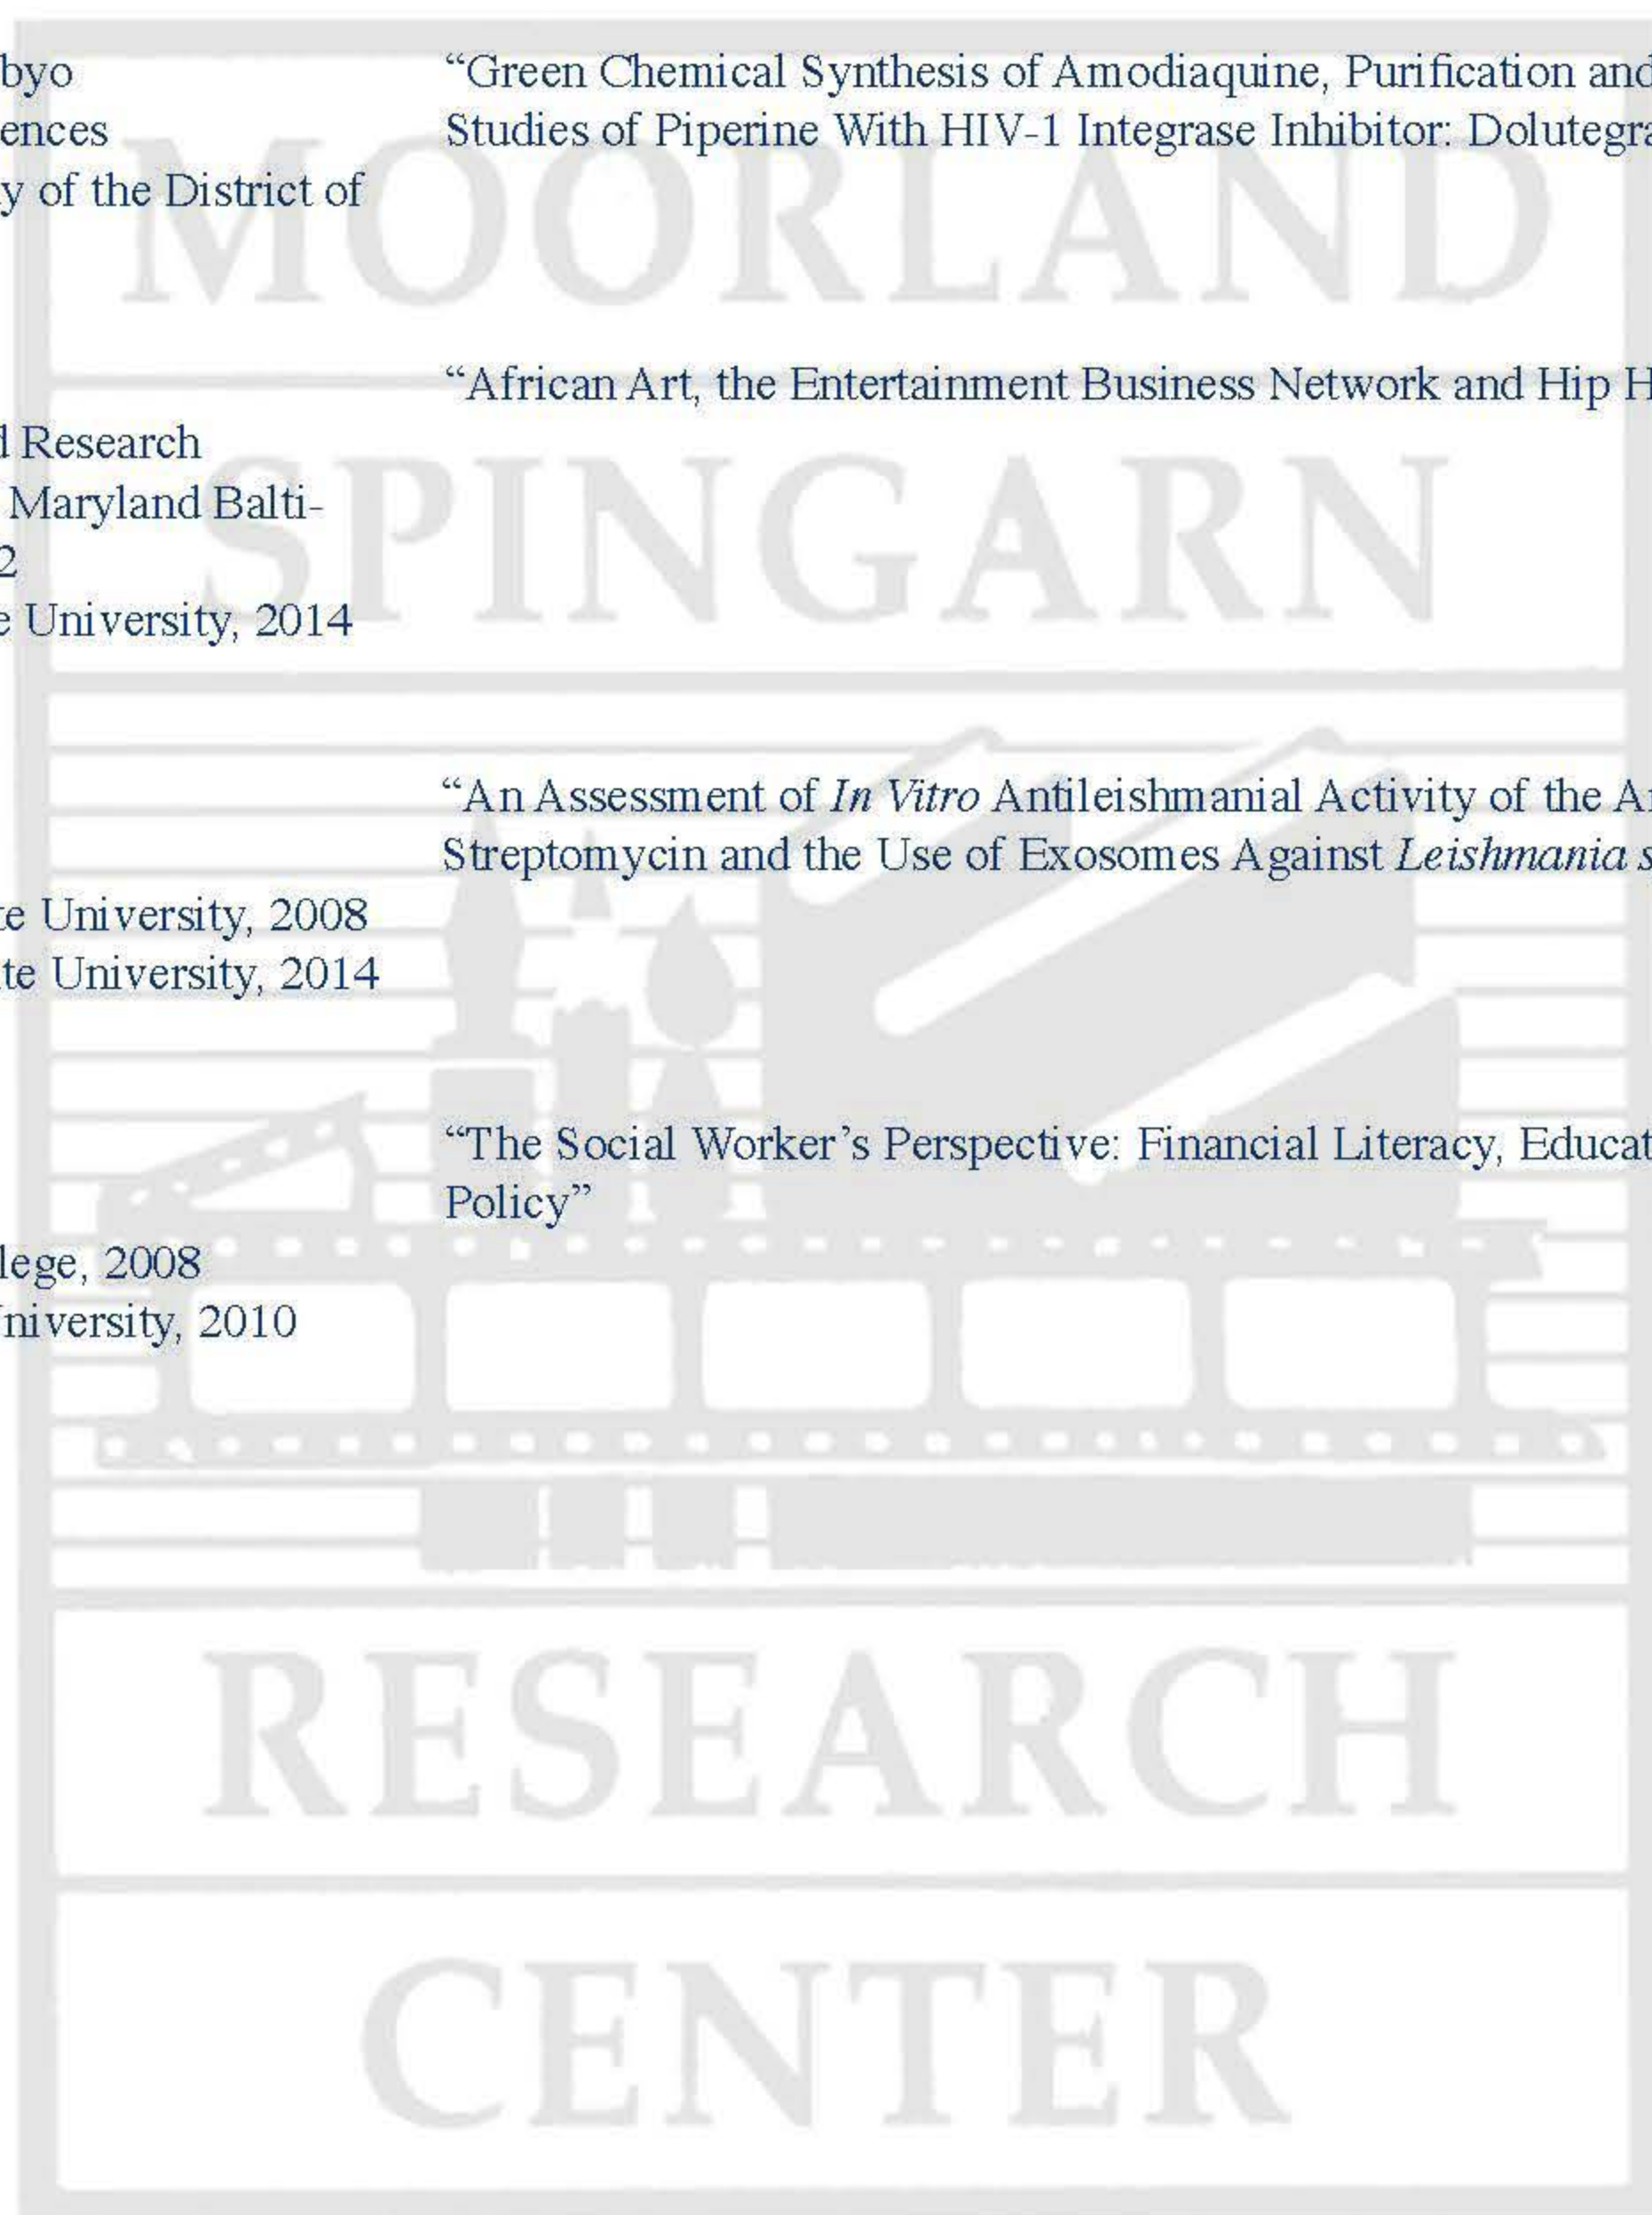 byo
ences
y of the District of
"Green Chemical Synthesis of Amodiaquine, Purification and
Studies of Piperine With HIV-1 Integrase Inhibitor: Dolutegra
"African Art, the Entertainment Business Network and Hip H
d Research
Maryland Balti-
2
e University, 2014
"An Assessment of In Vitro Antileishmanial Activity of the A
Streptomycin and the Use of Exosomes Against Leishmania s
te University, 2008
te University, 2014
"The Social Worker's Perspective: Financial Literacy, Educat
Policy"
lege, 2008
niversity, 2010
MOORLAND
SPINGARN
RESEARCH
CENTER